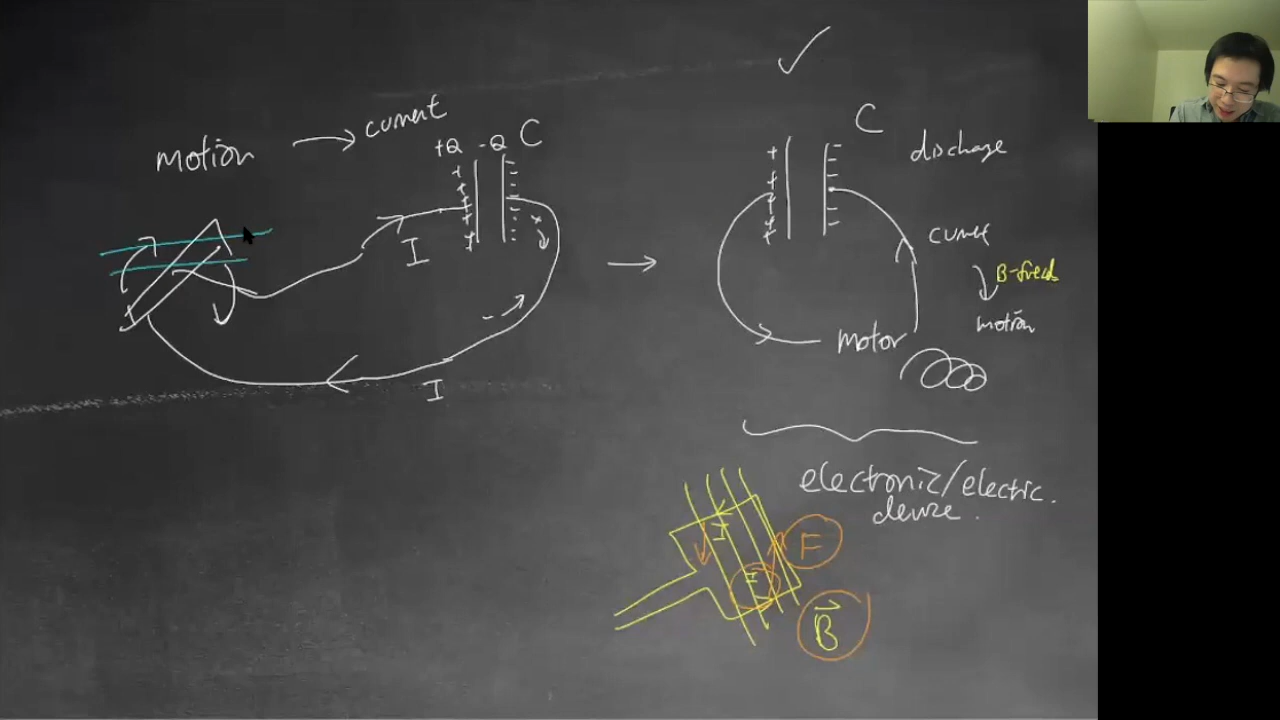 motion → current
+Q -Q C
+
+
+
+
+
-
-
-
I
+
-
I
C
discharge
+
+
+
+
+
-
-
-
-
current
B-field
motion
motor
electronic/electric
device.
I
I
F
B